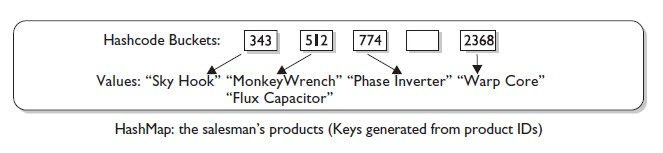 Hashcode Buckets: 343 512 774 2368
Values: “Sky Hook” “MonkeyWrench” “Phase Inverter” “Warp Core”
“Flux Capacitor”
HashMap: the salesman’s products (Keys generated from product IDs)